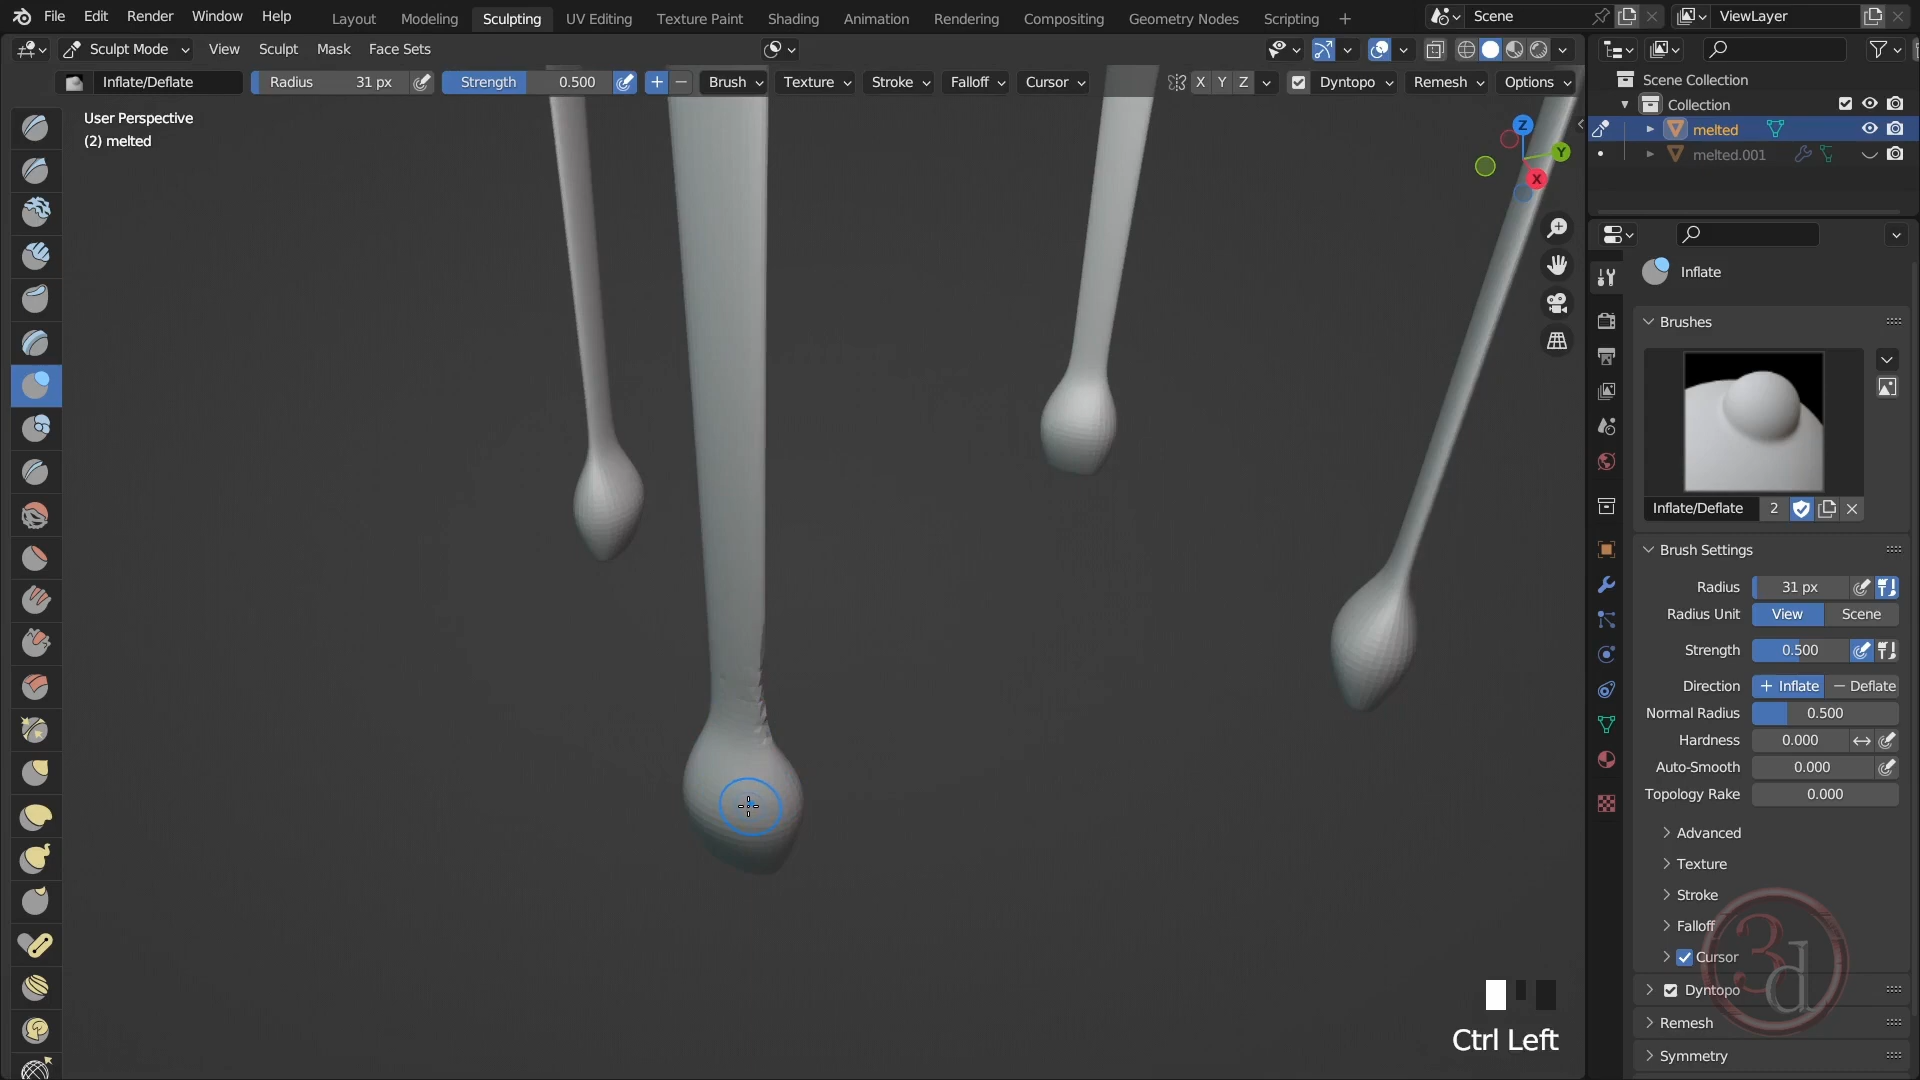 File Edit Render Window Help Layout Modeling Sculpting UV Editing Texture Paint Shading Animation Rendering Compositing Geometry Nodes Scripting + Scene ViewLayer
Sculpt Mode View Sculpt Mask Face Sets
Inflate/Deflate Radius 31 px Strength 0.500 + − Brush Texture Stroke Falloff Cursor X Y Z Dyntopo Remesh Options
User Perspective
(2) melted
Z
Y
X
Scene Collection
Collection
melted
melted.001
Inflate
Brushes
Inflate/Deflate 2
Brush Settings
Radius 31 px
Radius Unit View Scene
Strength 0.500
Direction + Inflate − Deflate
Normal Radius 0.500
Hardness 0.000
Auto-Smooth 0.000
Topology Rake 0.000
Advanced
Texture
Stroke
Falloff
Cursor
Dyntopo
Remesh
Symmetry
3d
Ctrl Left